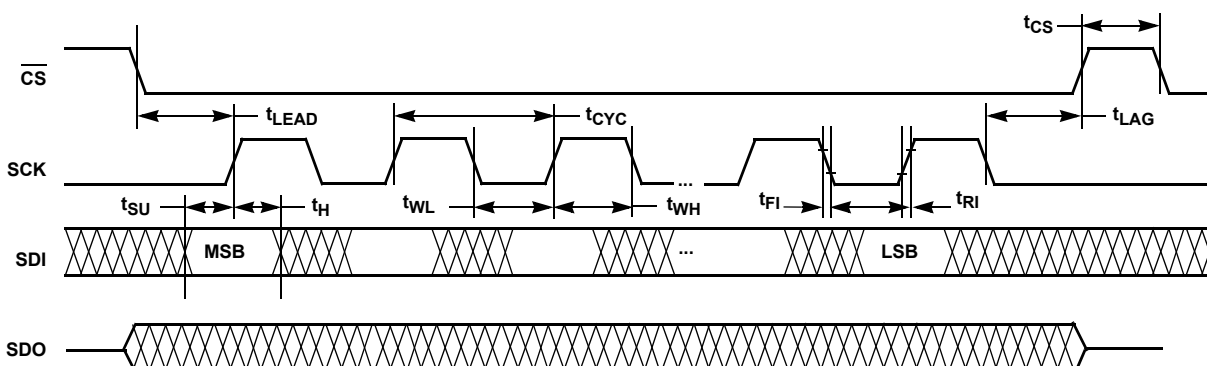 tCS
CS
tLEAD
tCYC
tLAG
SCK
...
tSU
tH
tWL
tWH
tFI
tRI
SDI
MSB
...
LSB
SDO